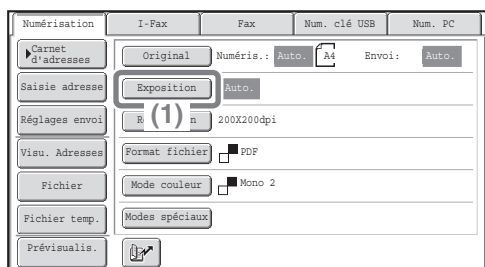 Numérisation I-Fax Fax Num. clé USB Num. PC
Carnet d'adresses
Original Numéris.: Auto. A4 Envoi: Auto.
Saisie adresse
Exposition Auto.
Réglages envoi
(1) 200X200dpi
Visu. Adresses
Format fichier PDF
Fichier
Mode couleur Mono 2
Fichier temp.
Modes spéciaux
Prévisualis.